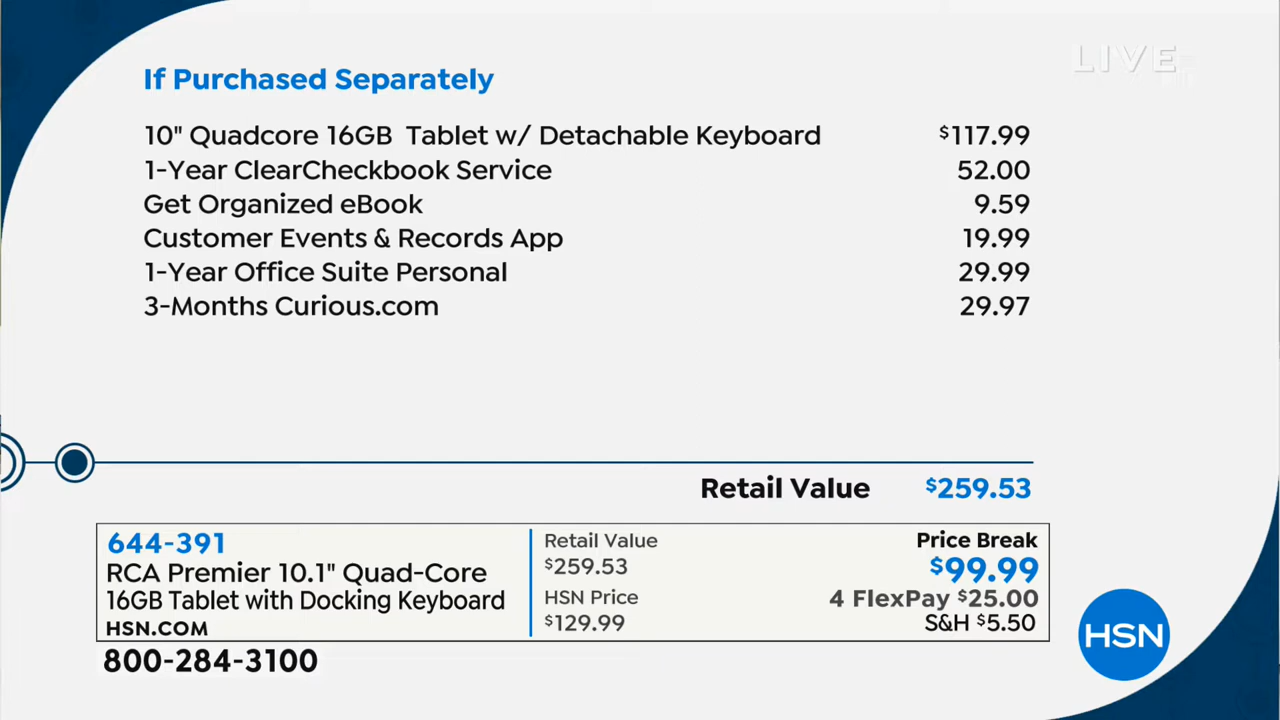 LIVE
If Purchased Separately
10" Quadcore 16GB Tablet w/ Detachable Keyboard $117.99
1-Year ClearCheckbook Service 52.00
Get Organized eBook 9.59
Customer Events & Records App 19.99
1-Year Office Suite Personal 29.99
3-Months Curious.com 29.97
Retail Value $259.53
644-391
RCA Premier 10.1" Quad-Core
16GB Tablet with Docking Keyboard
HSN.COM
Retail Value
$259.53
HSN Price
$129.99
Price Break
$99.99
4 FlexPay $25.00
S&H $5.50
HSN
800-284-3100